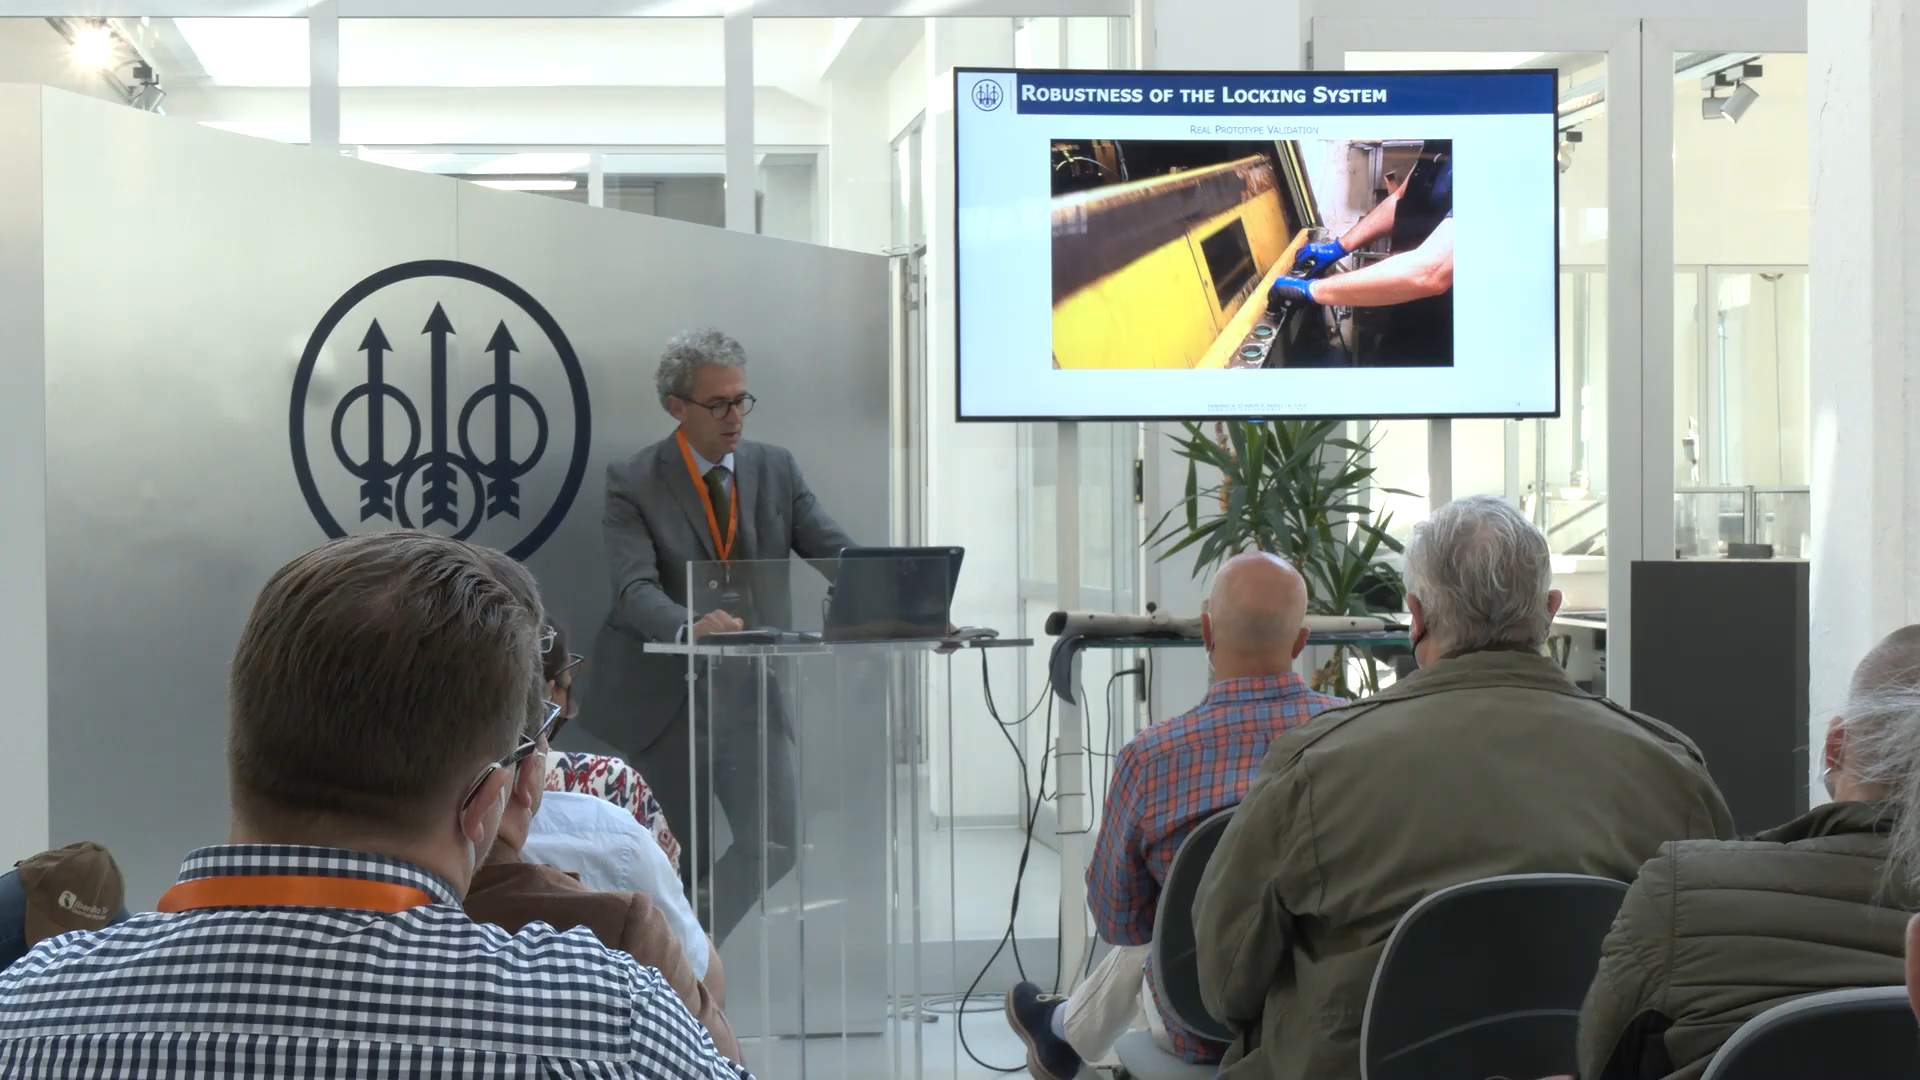 ROBUSTNESS OF THE LOCKING SYSTEM
REAL PROTOTYPE VALIDATION